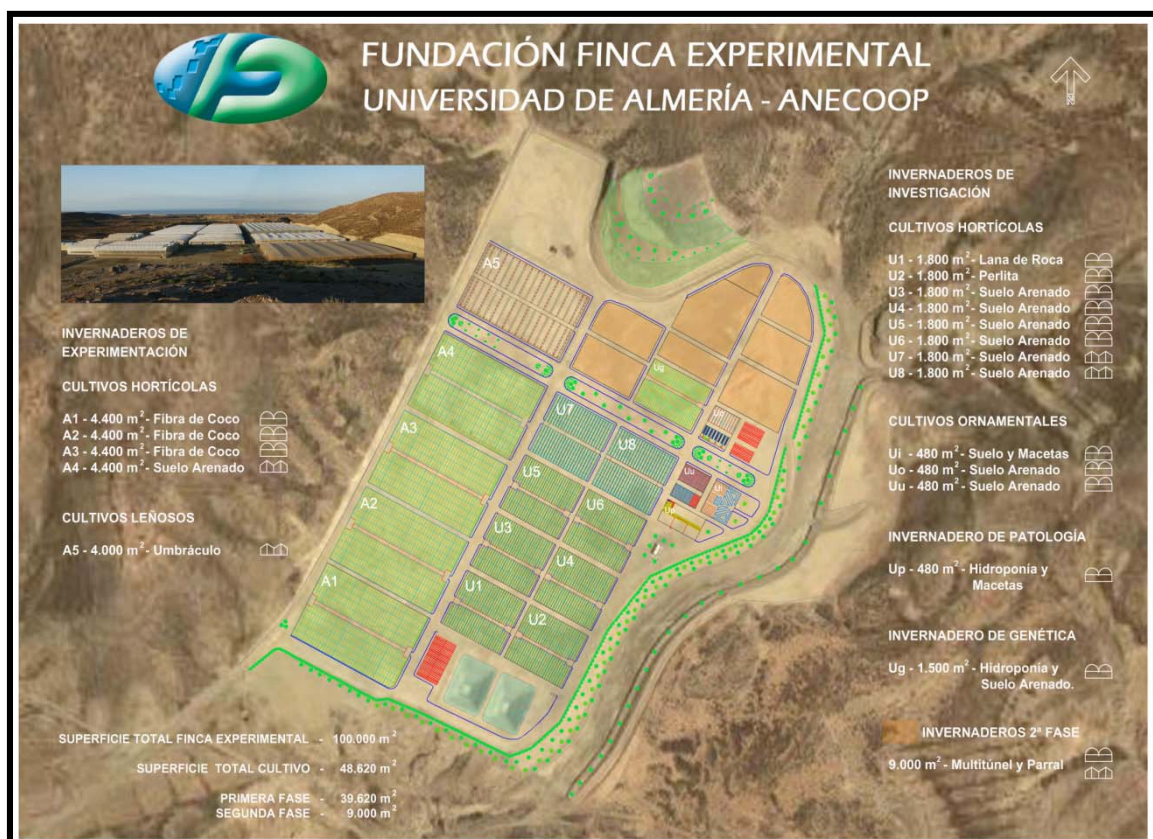 FUNDACIÓN FINCA EXPERIMENTAL
UNIVERSIDAD DE ALMERÍA - ANECOOP
INVERNADEROS DE
EXPERIMENTACIÓN
CULTIVOS HORTÍCOLAS
A1 - 4.400 m² - Fibra de Coco
A2 - 4.400 m² - Fibra de Coco
A3 - 4.400 m² - Fibra de Coco
A4 - 4.400 m² - Suelo Arenado
CULTIVOS LEÑOSOS
A5 - 4.000 m² - Umbráculo
SUPERFICIE TOTAL FINCA EXPERIMENTAL - 100.000 m²
SUPERFICIE TOTAL CULTIVO - 48.620 m²
PRIMERA FASE - 39.620 m²
SEGUNDA FASE - 9.000 m²
A5
A4
A3
A2
A1
U7
U8
U5
U6
U3
U4
U1
U2
Ug
Uu
Ui
Up
INVERNADEROS DE
INVESTIGACIÓN
CULTIVOS HORTÍCOLAS
U1 - 1.800 m² - Lana de Roca
U2 - 1.800 m² - Perlita
U3 - 1.800 m² - Suelo Arenado
U4 - 1.800 m² - Suelo Arenado
U5 - 1.800 m² - Suelo Arenado
U6 - 1.800 m² - Suelo Arenado
U7 - 1.800 m² - Suelo Arenado
U8 - 1.800 m² - Suelo Arenado
CULTIVOS ORNAMENTALES
Ui - 480 m² - Suelo y Macetas
Uo - 480 m² - Suelo Arenado
Uu - 480 m² - Suelo Arenado
INVERNADERO DE PATOLOGÍA
Up - 480 m² - Hidroponía y
Macetas
INVERNADERO DE GENÉTICA
Ug - 1.500 m² - Hidroponía y
Suelo Arenado.
INVERNADEROS 2ª FASE
9.000 m² - Multitúnel y Parral